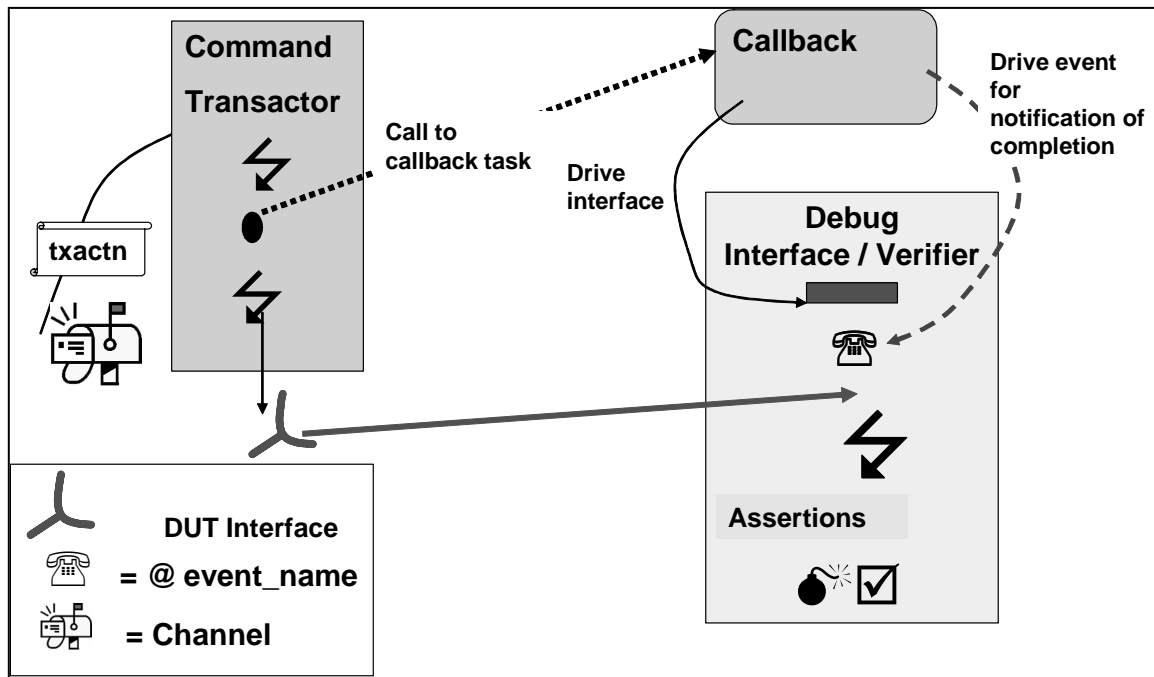 Command
Transactor
Callback
Drive event
for
notification of
completion
Call to
callback task
Drive
interface
txactn
Debug
Interface / Verifier
Assertions
DUT Interface
= @ event_name
= Channel